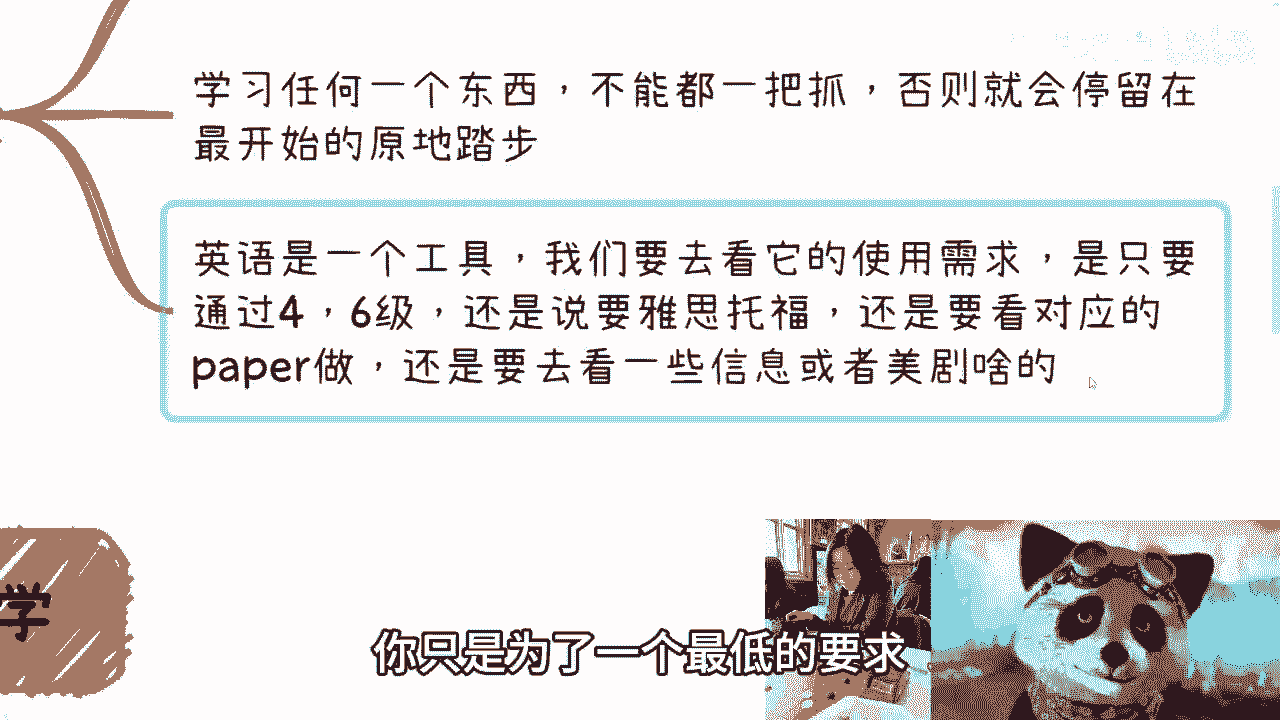 学习任何一个东西，不能都一把抓，否则就会停留在
最开始的原地踏步
英语是一个工具，我们要去看它的使用需求，是只要
通过4，6级，还是说要雅思托福，还是要看对应的
paper做，还是要去看一些信息或者美剧啥的
学
你只是为了一个最低的要求